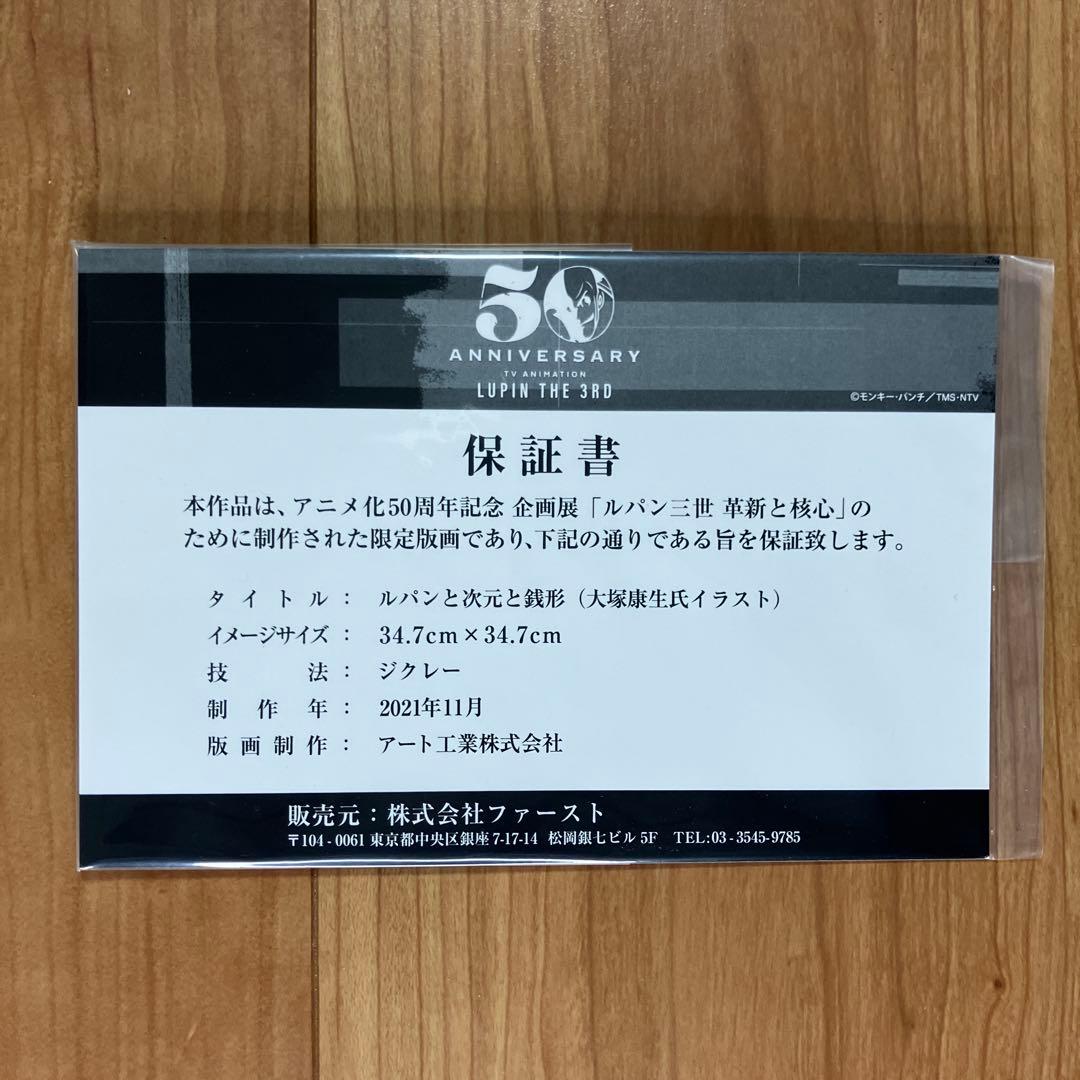 50
ANNIVERSARY
TV ANIMATION
LUPIN THE 3RD
©モンキー・パンチ／TMS・NTV
保証書
本作品は、アニメ化50周年記念 企画展「ルパン三世 革新と核心」の
ために制作された限定版画であり、下記の通りである旨を保証致します。
タイトル： ルパンと次元と銭形（大塚康生氏イラスト）
イメージサイズ： 34.7cm×34.7cm
技法： ジクレー
制作年： 2021年11月
版画制作： アート工業株式会社
販売元：株式会社ファースト
〒104-0061 東京都中央区銀座 7-17-14 松岡銀七ビル 5F TEL:03-3545-9785